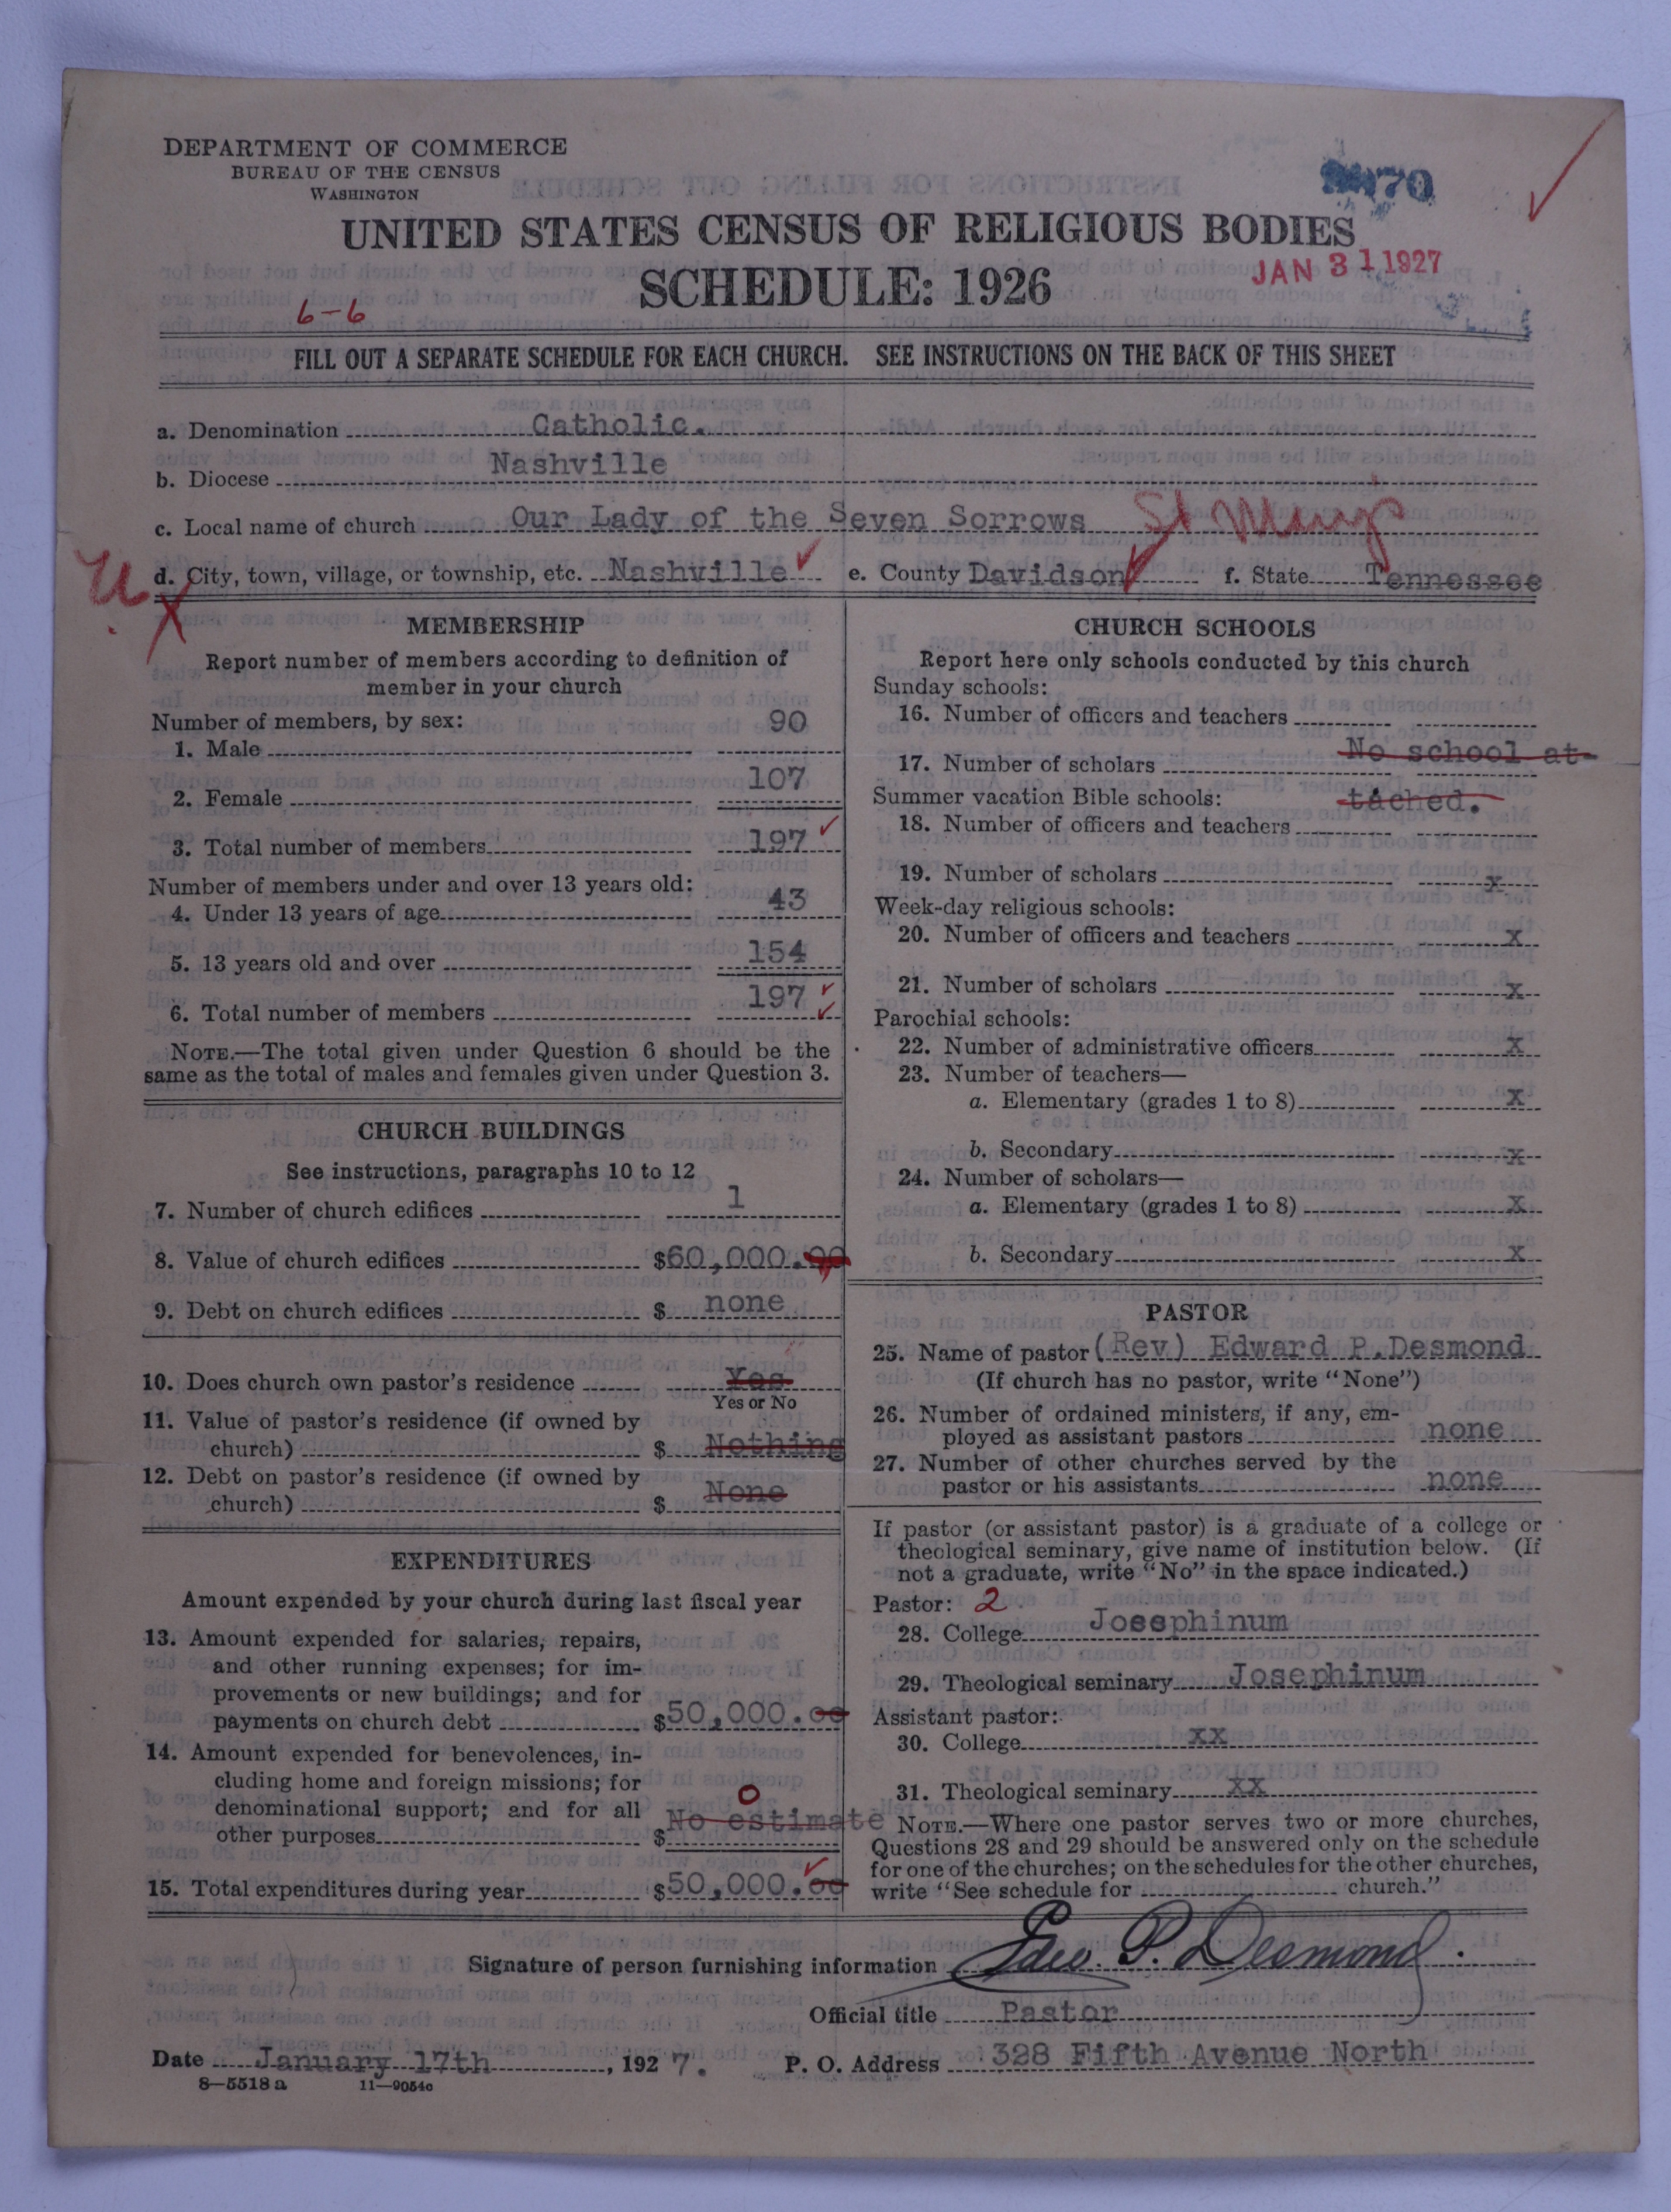 DEPARTMENT OF COMMERCE
BUREAU OF THE CENSUS
WASHINGTON
70
UNITED STATES CENSUS OF RELIGIOUS BODIES
JAN 31 1927
SCHEDULE: 1926
6-6
FILL OUT A SEPARATE SCHEDULE FOR EACH CHURCH. SEE INSTRUCTIONS ON THE BACK OF THIS SHEET
a. Denomination Catholic.
b. Diocese Nashville
c. Local name of church Our Lady of the Seven Sorrows St Mary's
U
d. City, town, village, or township, etc. Nashville e. County Davidson f. State Tennessee
MEMBERSHIP
Report number of members according to definition of
member in your church
Number of members, by sex:
1. Male 90
2. Female 107
3. Total number of members 197
Number of members under and over 13 years old:
4. Under 13 years of age 43
5. 13 years old and over 154
6. Total number of members 197
NOTE.—The total given under Question 6 should be the
same as the total of males and females given under Question 3.
CHURCH BUILDINGS
See instructions, paragraphs 10 to 12
7. Number of church edifices 1
8. Value of church edifices $60,000.00
9. Debt on church edifices $ none
10. Does church own pastor's residence Yes
Yes or No
11. Value of pastor's residence (if owned by
church) $ Nothing
12. Debt on pastor's residence (if owned by
church) $ None
EXPENDITURES
Amount expended by your church during last fiscal year
13. Amount expended for salaries, repairs,
and other running expenses; for im-
provements or new buildings; and for
payments on church debt $50,000.00
14. Amount expended for benevolences, in-
cluding home and foreign missions; for
denominational support; and for all 0
other purposes $ No estimate
15. Total expenditures during year $50,000.00
CHURCH SCHOOLS
Report here only schools conducted by this church
Sunday schools:
16. Number of officers and teachers
17. Number of scholars No school at-
Summer vacation Bible schools: tached.
18. Number of officers and teachers
19. Number of scholars x
Week-day religious schools:
20. Number of officers and teachers x
21. Number of scholars x
Parochial schools:
22. Number of administrative officers x
23. Number of teachers—
a. Elementary (grades 1 to 8) x
b. Secondary x
24. Number of scholars—
a. Elementary (grades 1 to 8) x
b. Secondary x
PASTOR
25. Name of pastor (Rev) Edward P. Desmond
(If church has no pastor, write "None")
26. Number of ordained ministers, if any, em-
ployed as assistant pastors none
27. Number of other churches served by the
pastor or his assistants none
If pastor (or assistant pastor) is a graduate of a college or
theological seminary, give name of institution below. (If
not a graduate, write "No" in the space indicated.)
Pastor: 2
28. College Josephinum
29. Theological seminary Josephinum
Assistant pastor:
30. College xx
31. Theological seminary xx
NOTE.—Where one pastor serves two or more churches,
Questions 28 and 29 should be answered only on the schedule
for one of the churches; on the schedules for the other churches,
write "See schedule for church."
Signature of person furnishing information Edw. P. Desmond.
Official title Pastor
Date January 17th, 1927. P. O. Address 328 Fifth Avenue North
8—5518 a 11—9054c